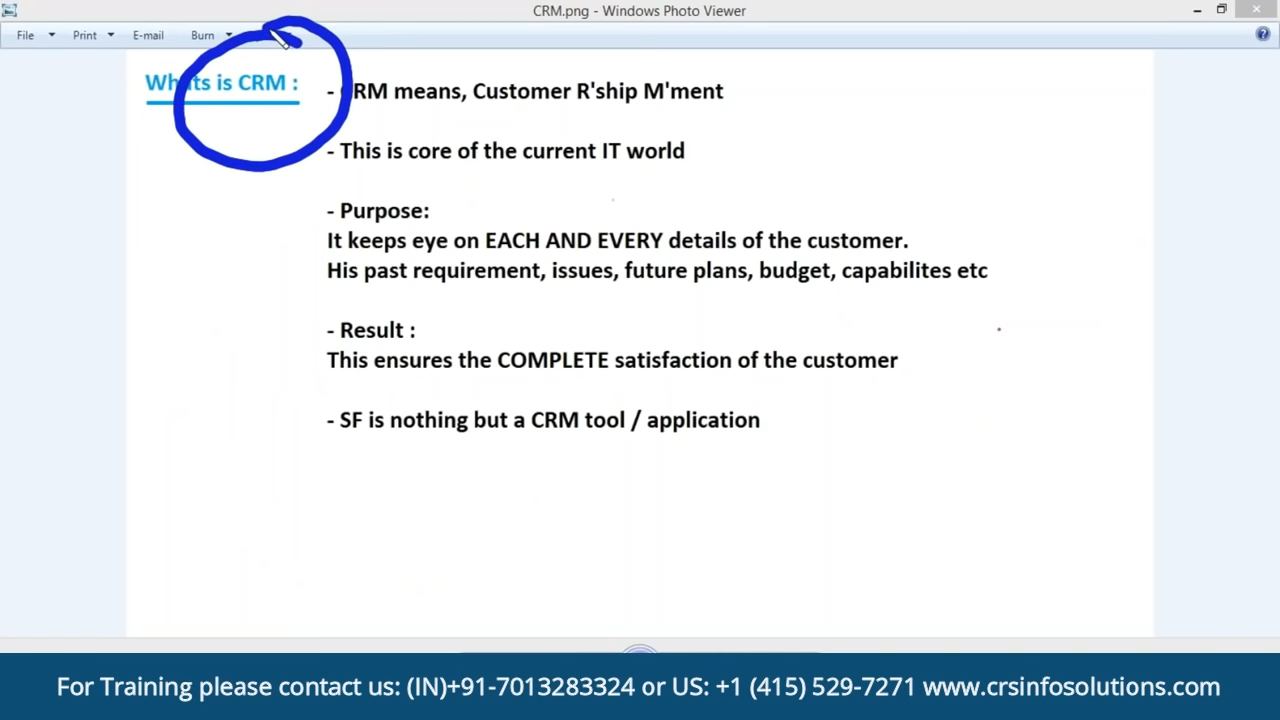 CRM.png - Windows Photo Viewer
File Print E-mail Burn
Whats is CRM :
- CRM means, Customer R'ship M'ment
- This is core of the current IT world
- Purpose:
It keeps eye on EACH AND EVERY details of the customer.
His past requirement, issues, future plans, budget, capabilites etc
- Result :
This ensures the COMPLETE satisfaction of the customer
- SF is nothing but a CRM tool / application
For Training please contact us: (IN)+91-7013283324 or US: +1 (415) 529-7271 www.crsinfosolutions.com